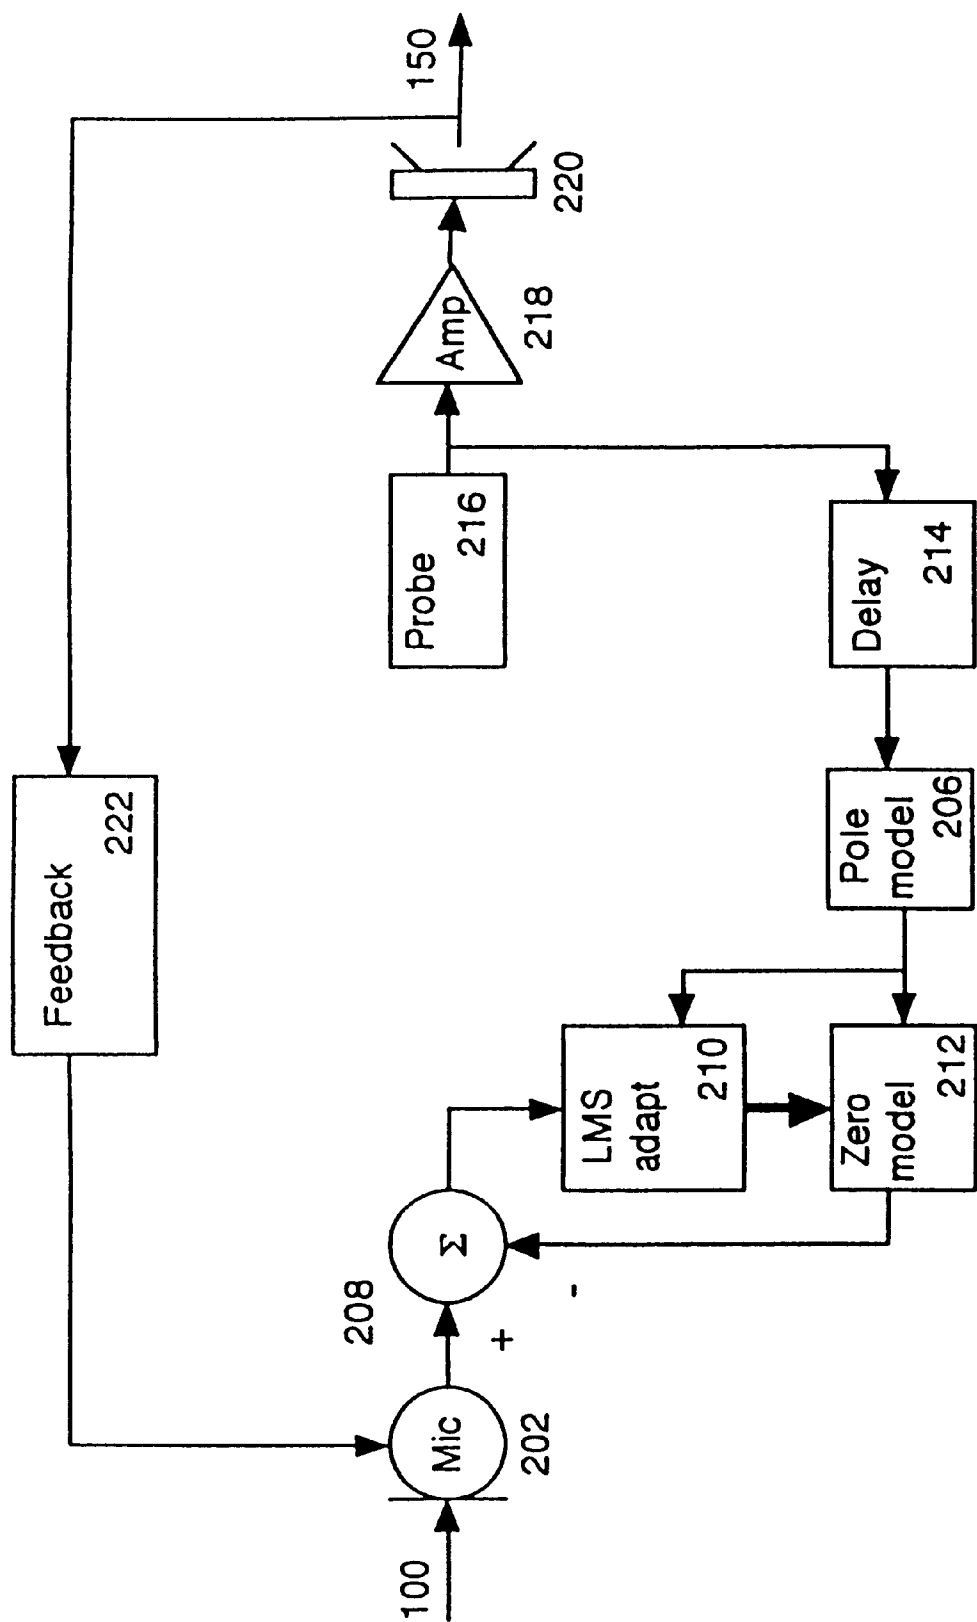 Feedback
222
100
Mic
202
208
+
-
Σ
LMS
adapt
210
Zero
model
212
Pole
model
206
Delay
214
Probe
216
Amp
218
220
150